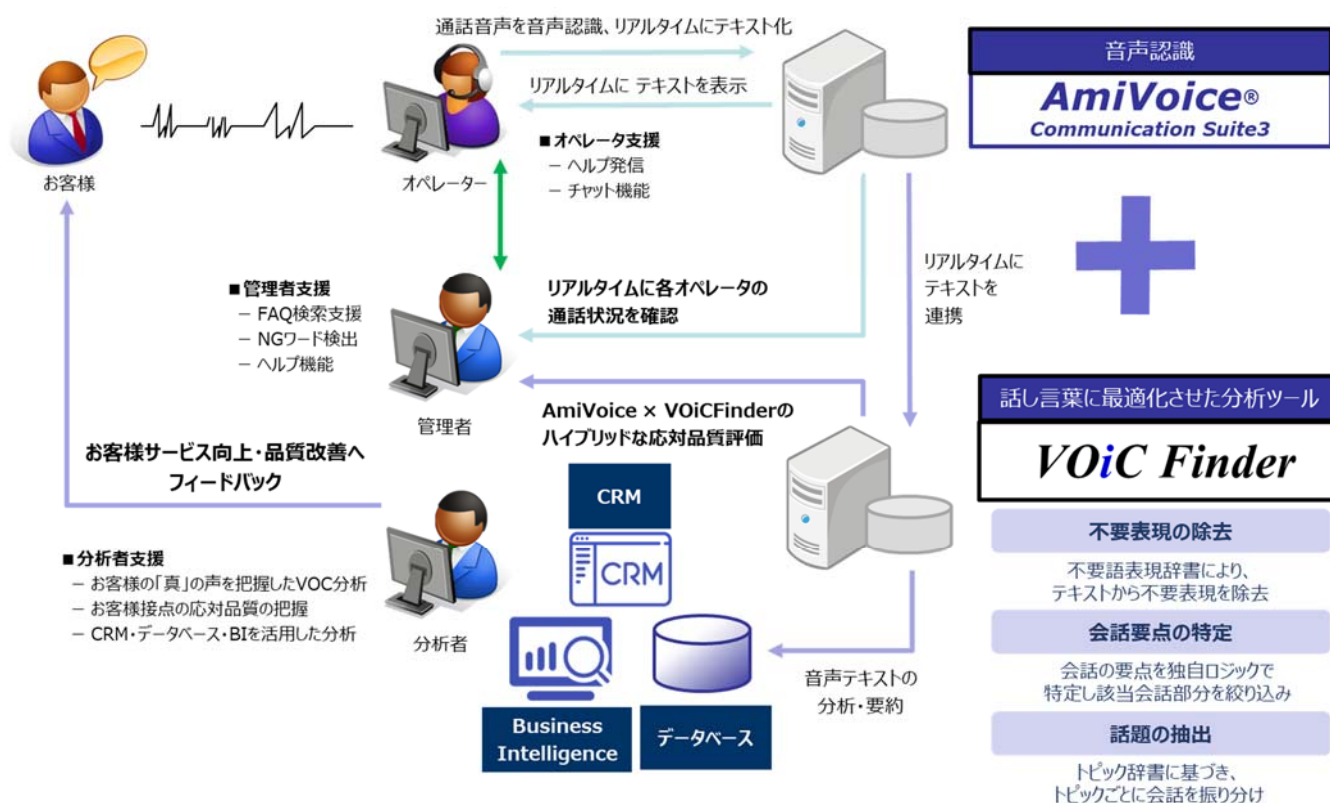 通話音声を音声認識、リアルタイムにテキスト化
リアルタイムに テキストを表示
お客様
オペレーター
■オペレータ支援
− ヘルプ発信
− チャット機能
音声認識
AmiVoice®
Communication Suite3
リアルタイムに
テキストを
連携
■管理者支援
− FAQ検索支援
− NGワード検出
− ヘルプ機能
リアルタイムに各オペレータの
通話状況を確認
管理者
AmiVoice × VOiCFinderの
ハイブリッドな応対品質評価
お客様サービス向上・品質改善へ
フィードバック
■分析者支援
− お客様の「真」の声を把握したVOC分析
− お客様接点の応対品質の把握
− CRM・データベース・BIを活用した分析
分析者
CRM
CRM
Business
Intelligence
データベース
音声テキストの
分析・要約
話し言葉に最適化させた分析ツール
VOiC Finder
不要表現の除去
不要語表現辞書により、
テキストから不要表現を除去
会話要点の特定
会話の要点を独自ロジックで
特定し該当会話部分を絞り込み
話題の抽出
トピック辞書に基づき、
トピックごとに会話を振り分け